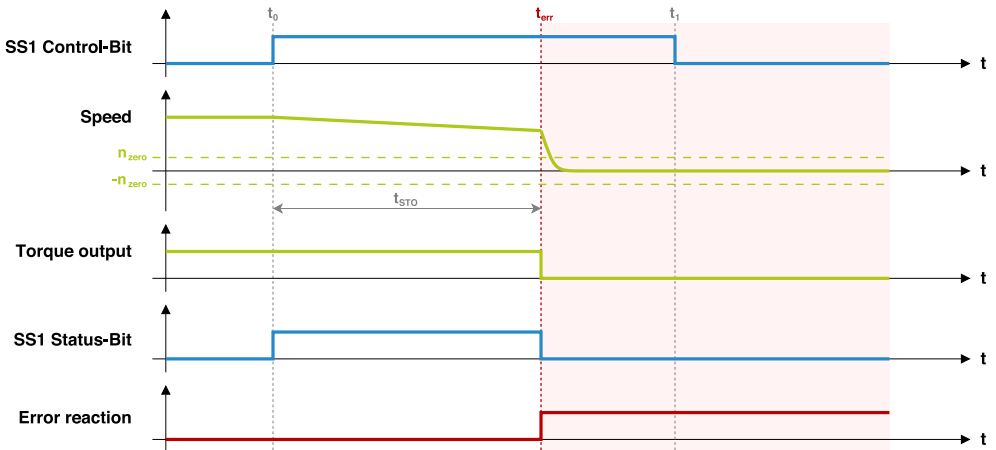 t0 terr t1
SS1 Control-Bit t
Speed
nzero
-nzero t
tSTO
Torque output
t
SS1 Status-Bit
t
Error reaction
t